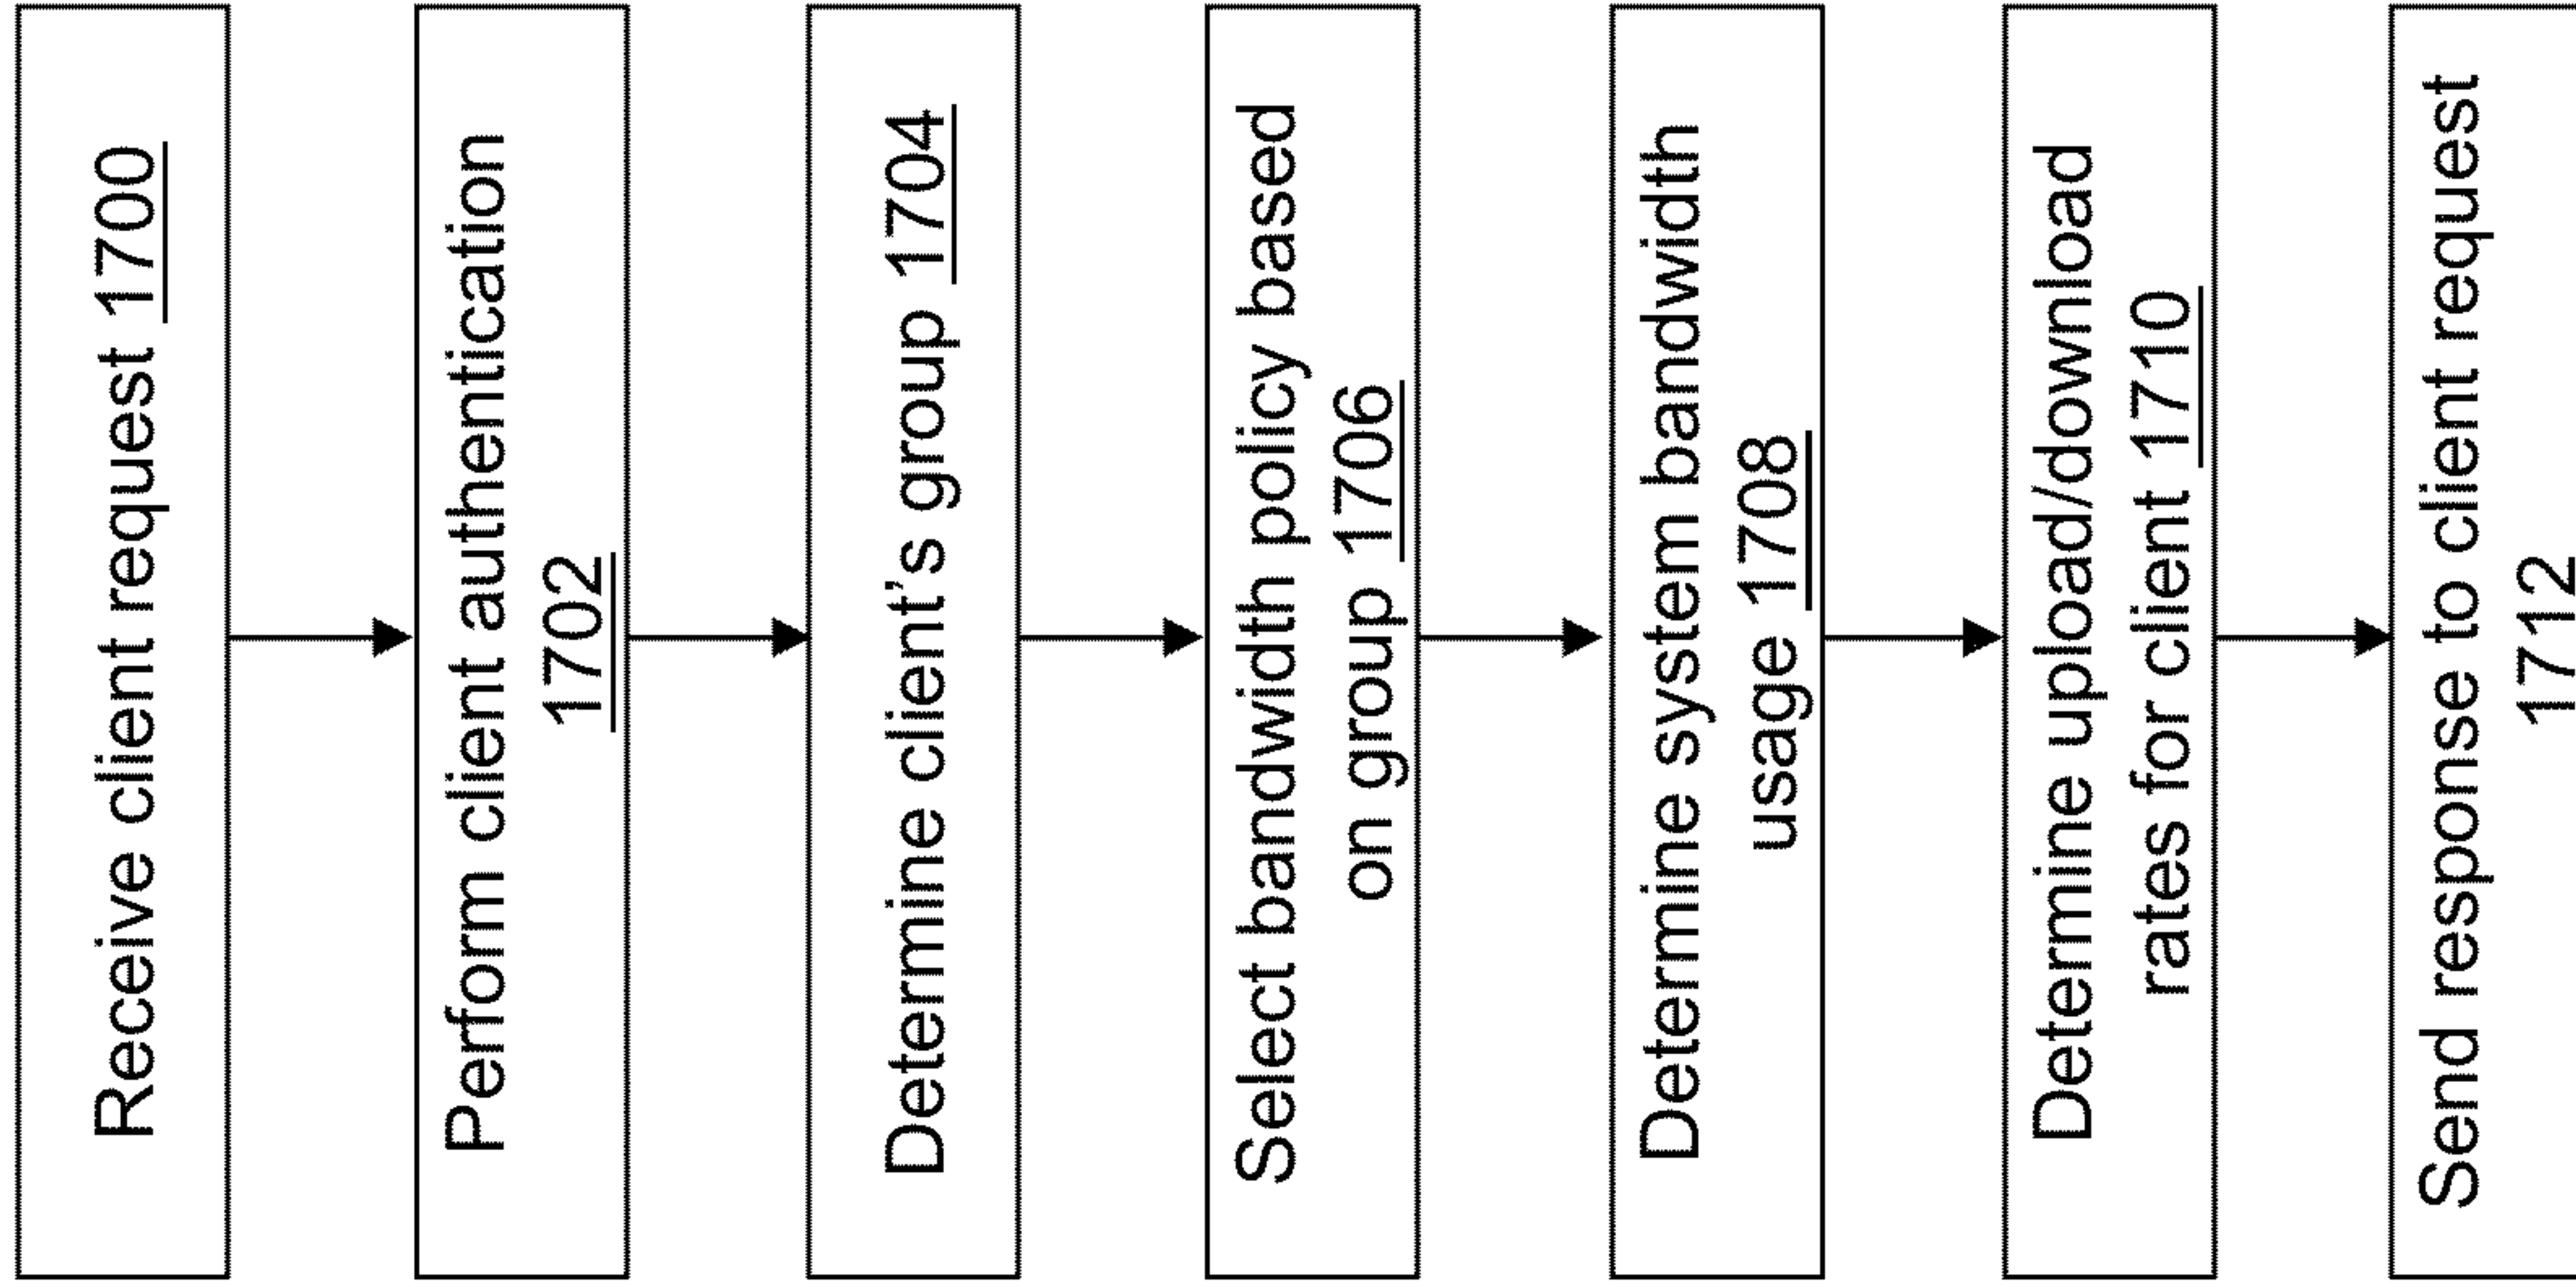 Receive client request 1700
Perform client authentication
1702
Determine client's group 1704
Select bandwidth policy based
on group 1706
Determine system bandwidth
usage 1708
Determine upload/download
rates for client 1710
Send response to client request
1712